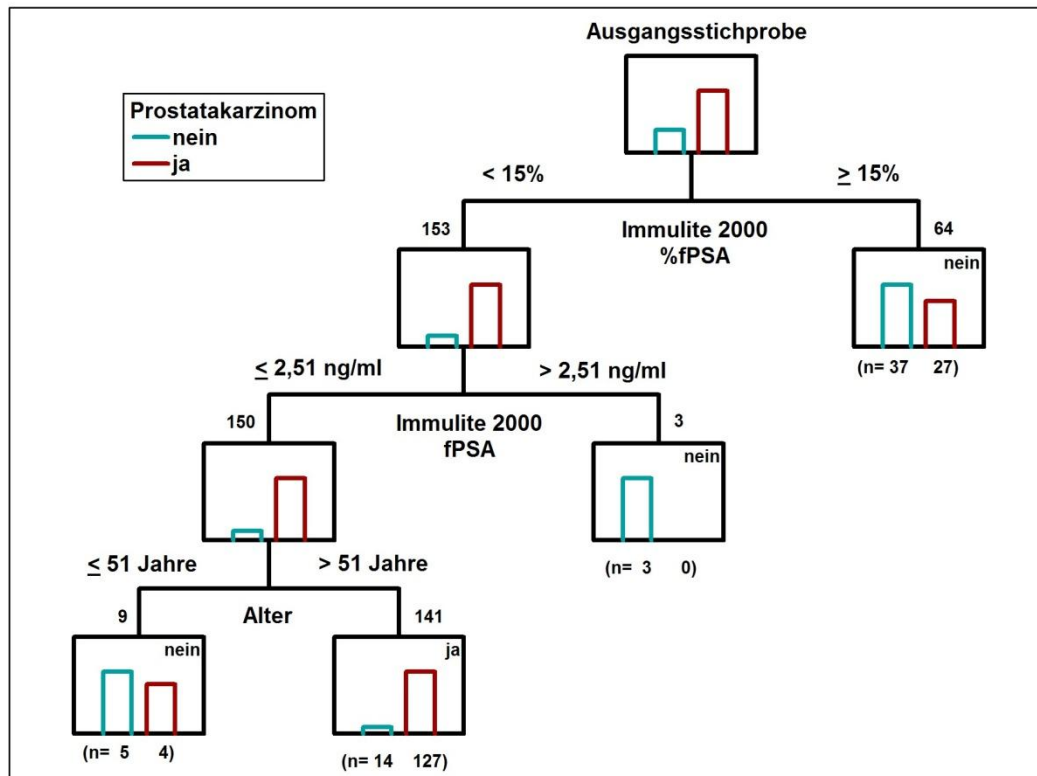 Ausgangsstichprobe
Prostatakarzinom
nein
ja
< 15%
≥ 15%
153
Immulite 2000
%fPSA
64
nein
(n= 37 27)
≤ 2,51 ng/ml
> 2,51 ng/ml
150
Immulite 2000
fPSA
3
nein
(n= 3 0)
≤ 51 Jahre
> 51 Jahre
9
Alter
141
nein
ja
(n= 5 4)
(n= 14 127)